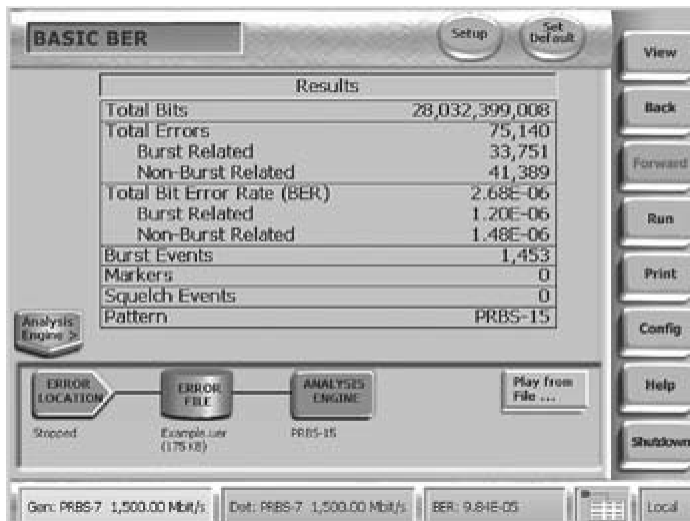 BASIC BER
Setup
Set Default
View
Back
Forward
Run
Print
Config
Help
Shutdown
Results
Total Bits 28,032,399,008
Total Errors 75,140
Burst Related 33,751
Non-Burst Related 41,389
Total Bit Error Rate (BER) 2.68E-06
Burst Related 1.20E-06
Non-Burst Related 1.48E-06
Burst Events 1,453
Markers 0
Squelch Events 0
Pattern PRBS-15
Analysis
Engine >
ERROR
LOCATION
ERROR
FILE
ANALYSIS
ENGINE
Play from
File ...
Stopped
Example.uer
(175 KB)
PRBS-15
Gen: PRBS-7 1,500.00 Mbit/s
Det: PRBS-7 1,500.00 Mbit/s
BER: 9.84E-05
Local